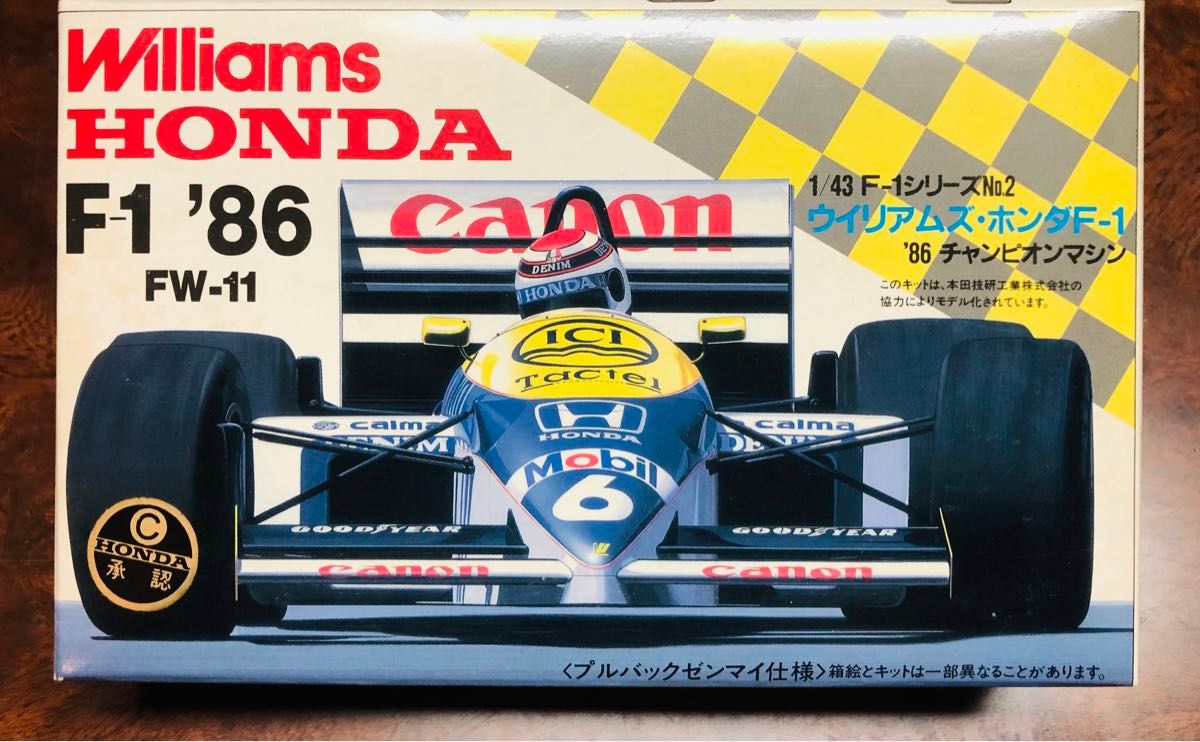 Williams
HONDA
F-1 '86
FW-11
1/43 F-1シリーズNo.2
ウイリアムズ・ホンダF-1
'86 チャンピオンマシン
このキットは、本田技研工業株式会社の
協力によりモデル化されています。
Canon
DENIM
HONDA
ICI
Tactel
HONDA
Mobil
6
calma
DENIM
calma
DENIM
GOODYEAR
GOODYEAR
Canon
Canon
C
HONDA
承認
〈プルバックゼンマイ仕様〉箱絵とキットは一部異なることがあります。